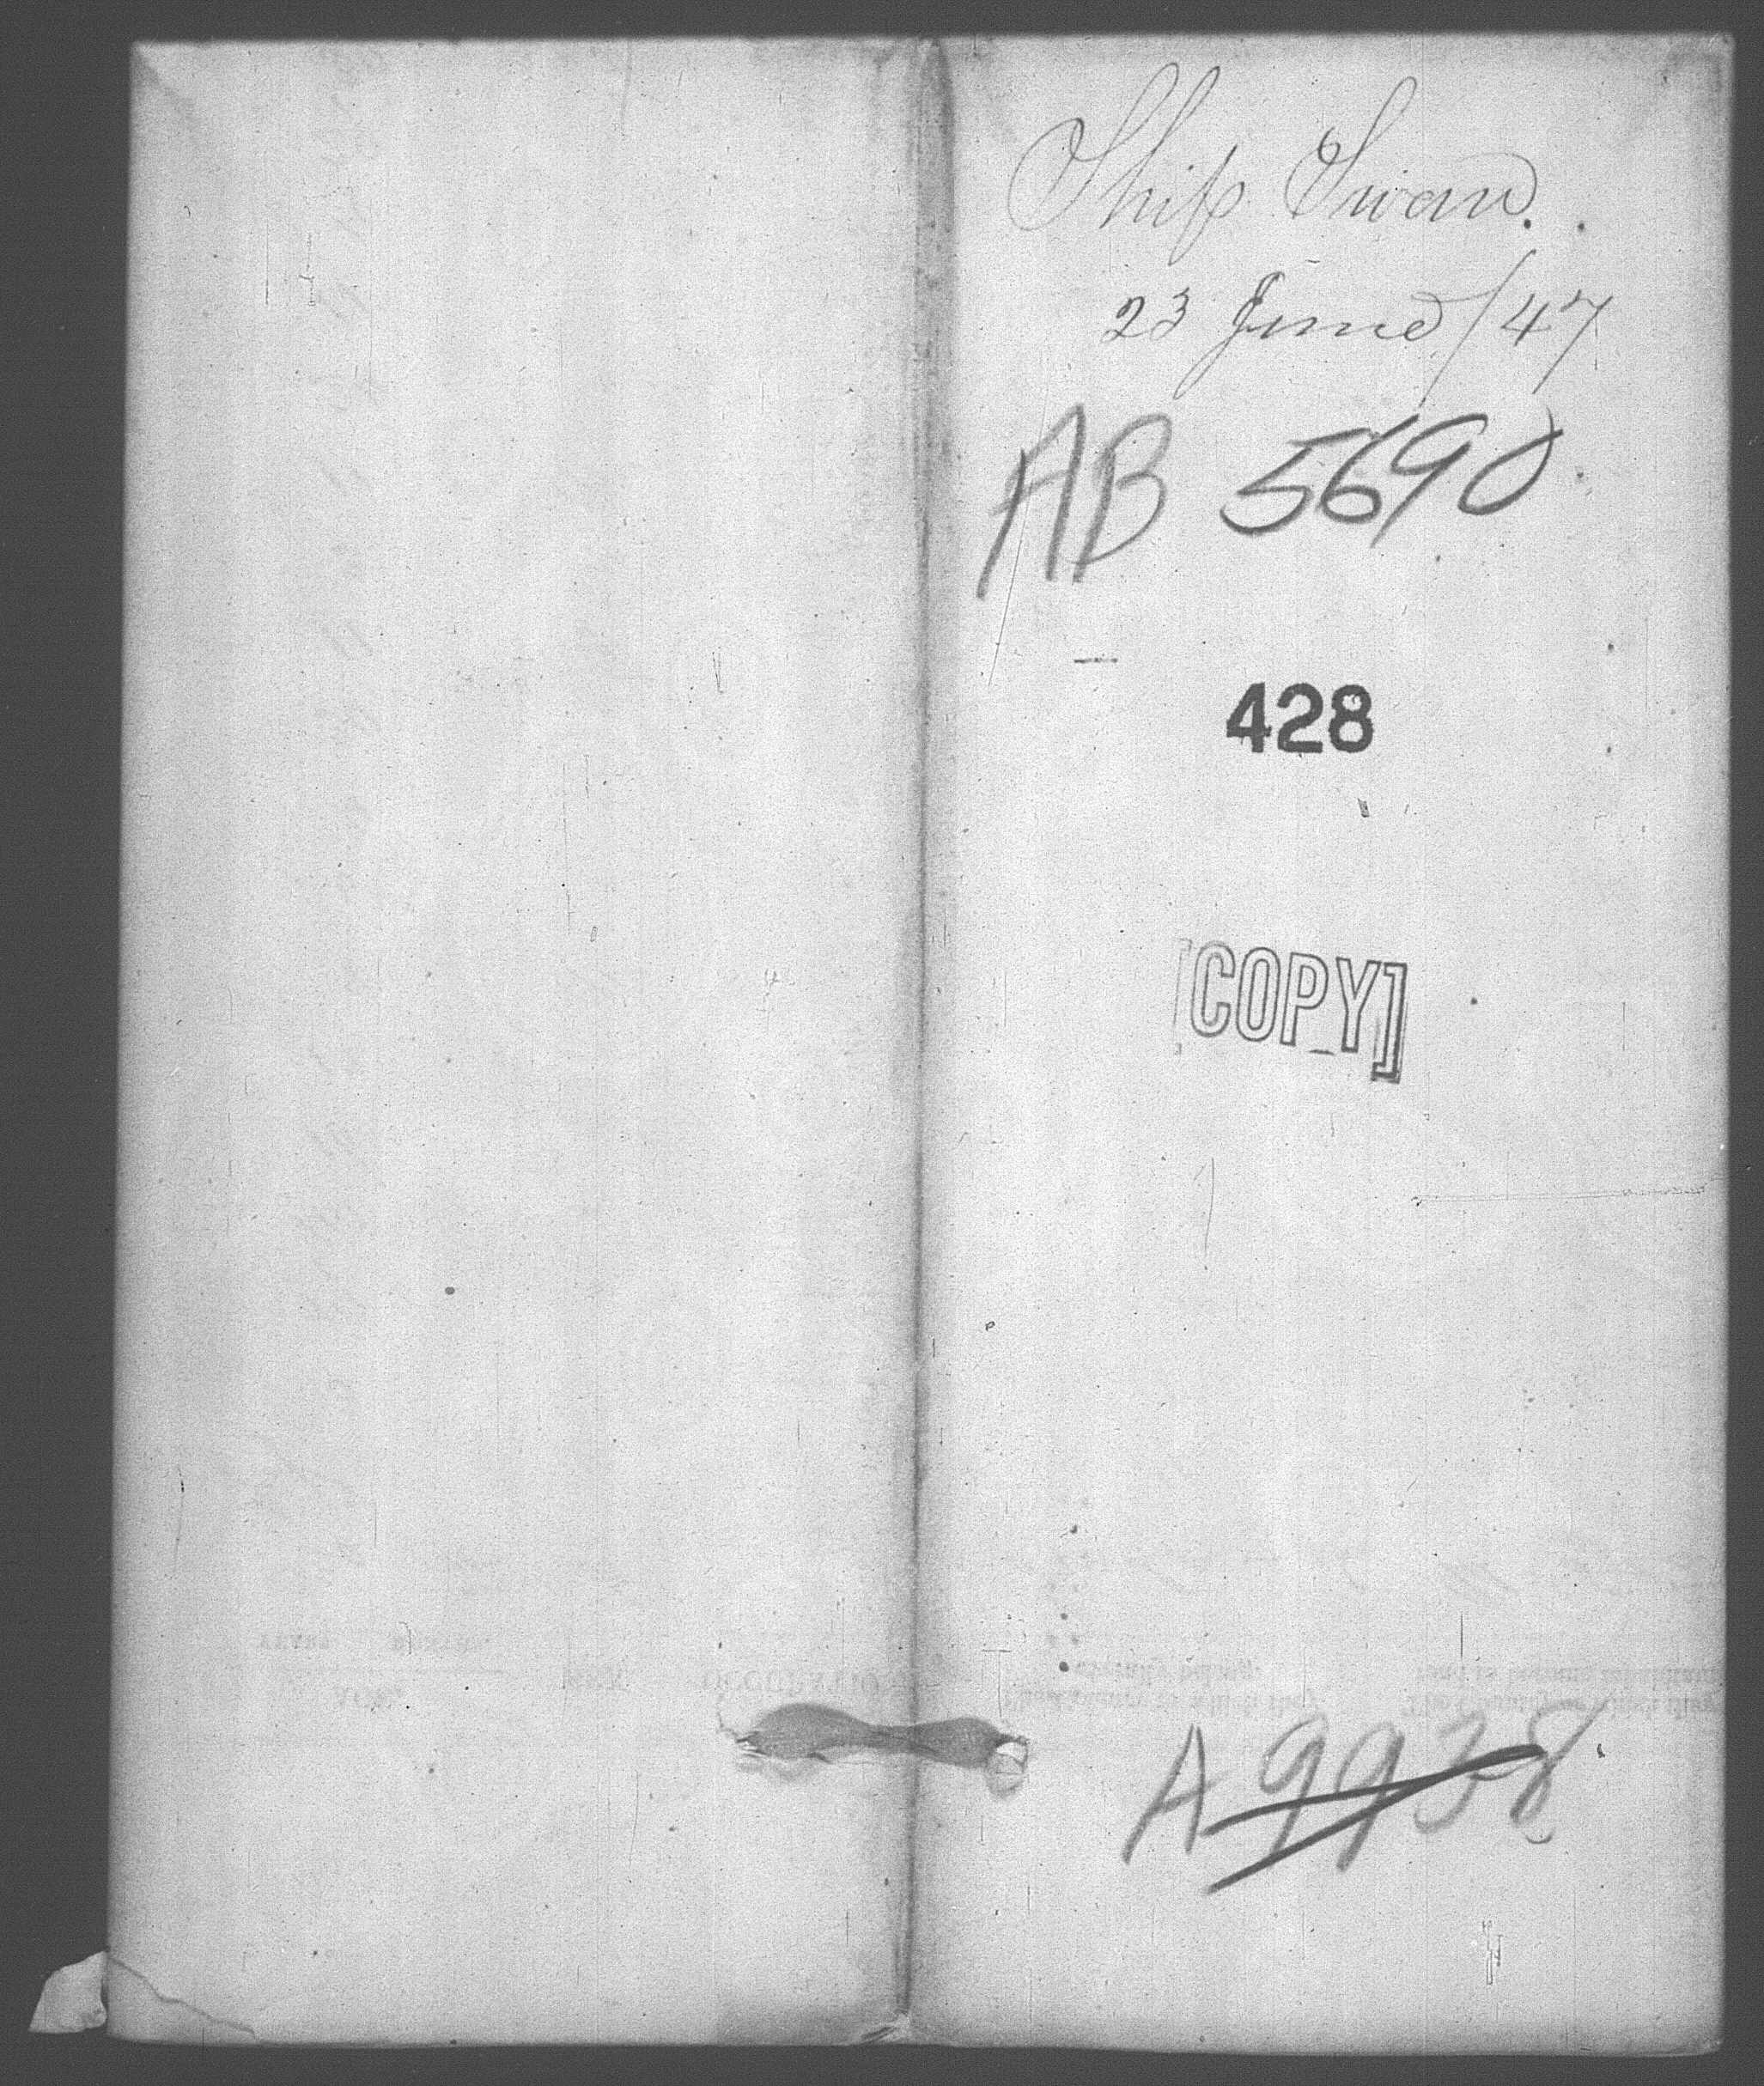 Ship Swan.
23 June / 47
AB 5690
428
[COPY]
A 9938